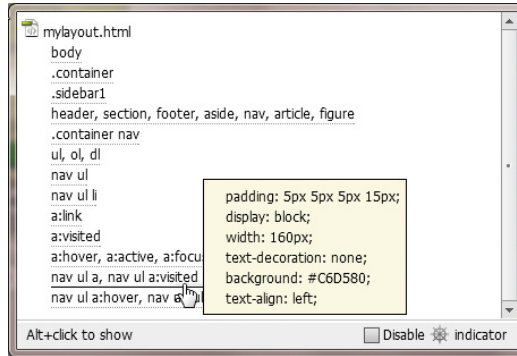 mylayout.html
body
.container
.sidebar1
header, section, footer, aside, nav, article, figure
.container nav
ul, ol, dl
nav ul
nav ul li
a:link
a:visited
a:hover, a:active, a:focu
nav ul a, nav ul a:visited
nav ul a:hover, nav
padding: 5px 5px 5px 15px;
display: block;
width: 160px;
text-decoration: none;
background: #C6D580;
text-align: left;
Alt+click to show
Disable indicator